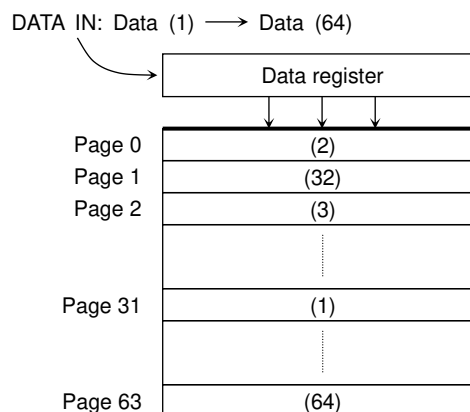 DATA IN: Data (1) → Data (64)
Data register
Page 0 (2)
Page 1 (32)
Page 2 (3)
Page 31 (1)
Page 63 (64)